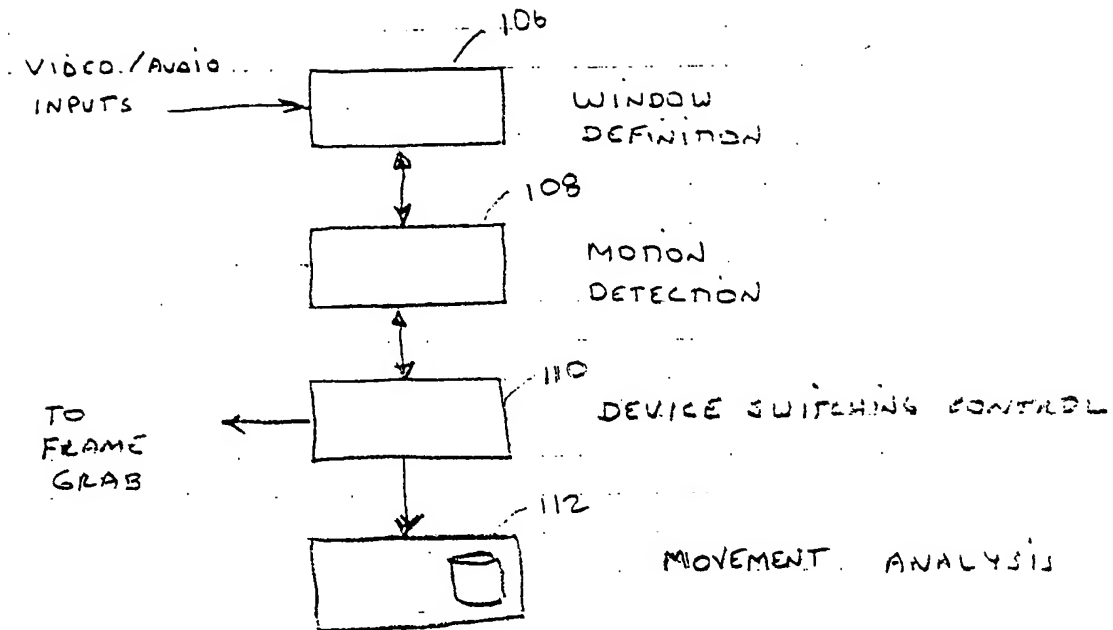 106
VIDEO/AUDIO
INPUTS
WINDOW
DEFINITION
108
MOTION
DETECTION
110
DEVICE SWITCHING CONTROL
TO
FRAME
GRAB
112
MOVEMENT ANALYSIS